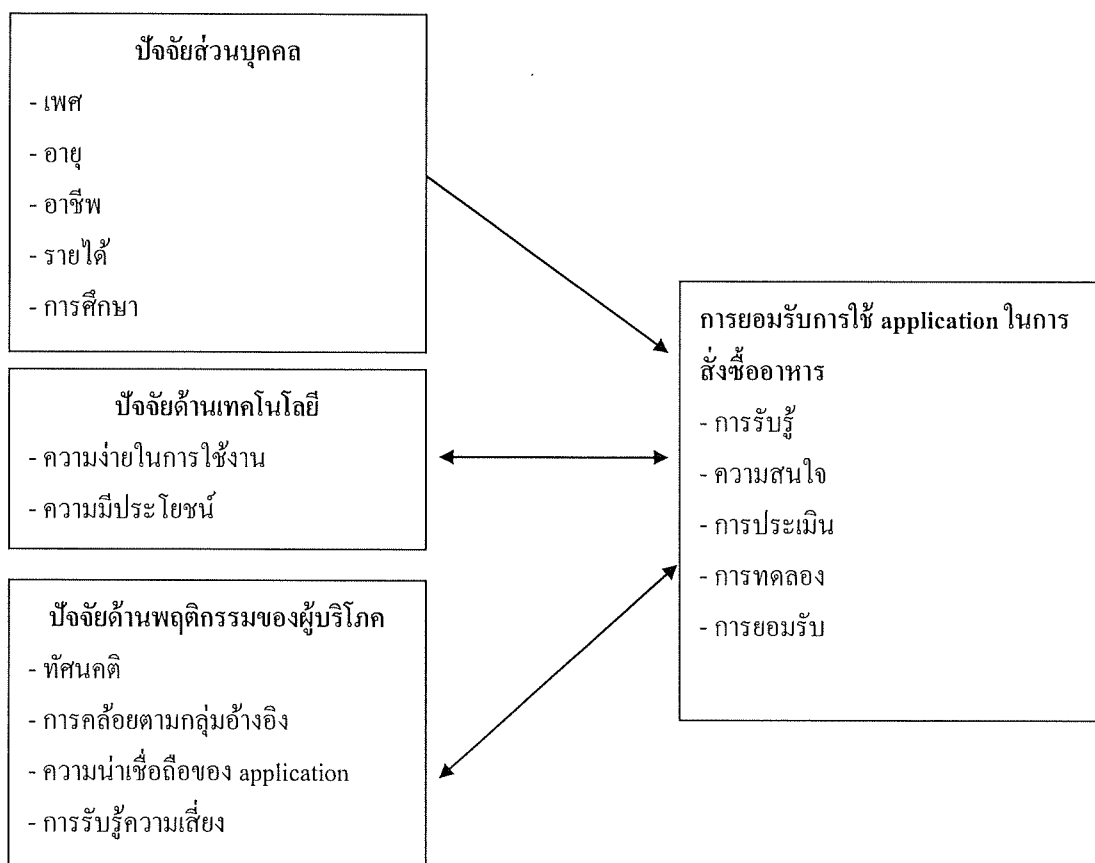 ปัจจัยส่วนบุคคล
- เพศ
- อายุ
- อาชีพ
- รายได้
- การศึกษา
ปัจจัยด้านเทคโนโลยี
- ความง่ายในการใช้งาน
- ความมีประโยชน์
ปัจจัยด้านพฤติกรรมของผู้บริโภค
- ทัศนคติ
- การคล้อยตามกลุ่มอ้างอิง
- ความน่าเชื่อถือของ application
- การรับรู้ความเสี่ยง
การยอมรับการใช้ application ในการ
สั่งซื้ออาหาร
- การรับรู้
- ความสนใจ
- การประเมิน
- การทดลอง
- การยอมรับ